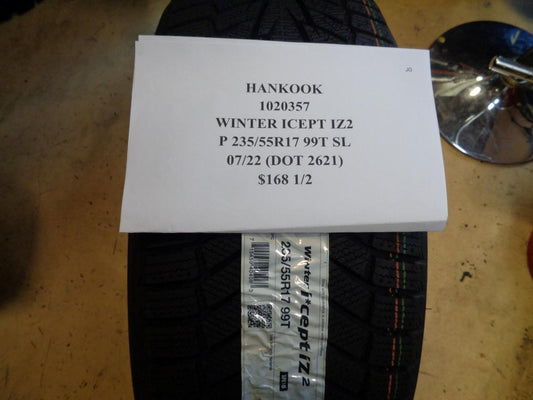 JG
HANKOOK
1020357
WINTER ICEPT IZ2
P 235/55R17 99T SL
07/22 (DOT 2621)
$168 1/2
Winter i*cept iZ2
235/55R17 99T